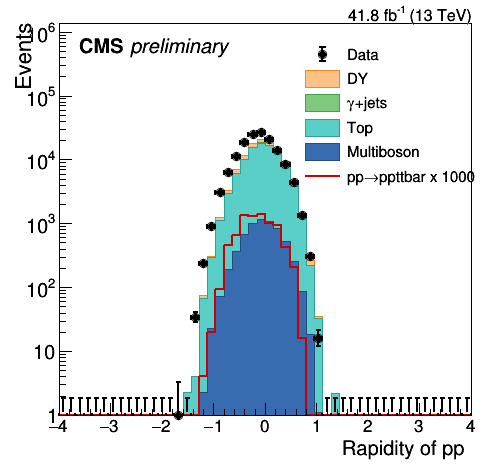 41.8 fb⁻¹ (13 TeV)
Events
CMS preliminary
Data
DY
γ+jets
Top
Multiboson
pp→ppttbar x 1000
10⁶
10⁵
10⁴
10³
10²
10
1
−4 −3 −2 −1 0 1 2 3 4
Rapidity of pp